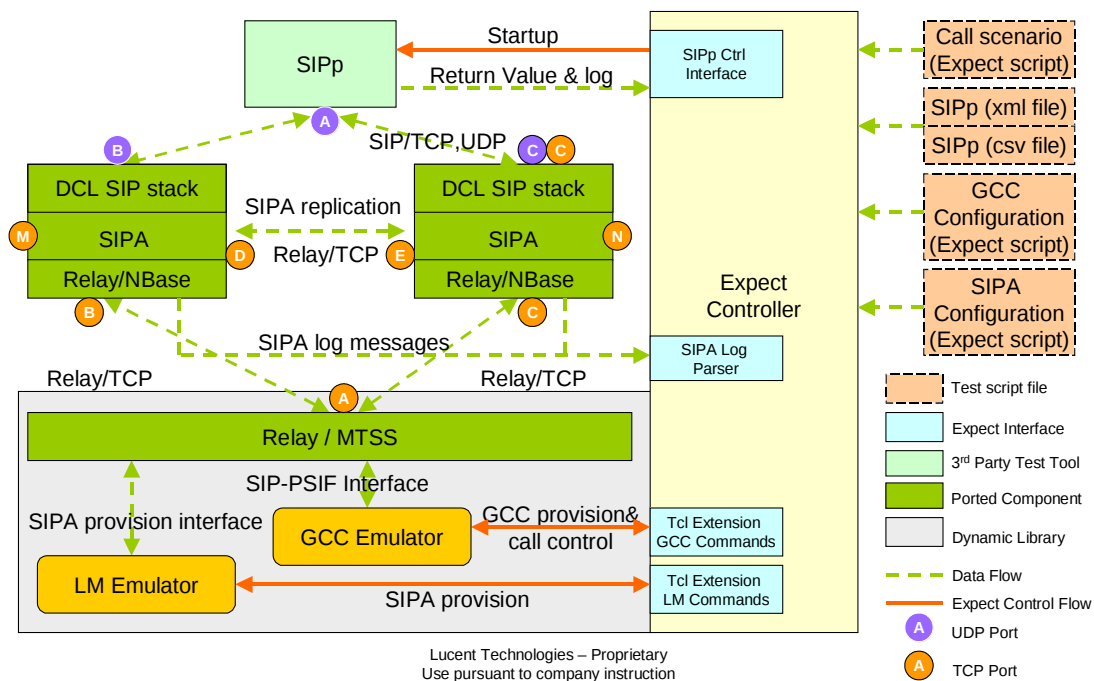 SIPp
Startup
Return Value & log
SIPp Ctrl
Interface
Call scenario
(Expect script)
SIPp (xml file)
SIPp (csv file)
GCC
Configuration
(Expect script)
SIPA
Configuration
(Expect script)
A
B
SIP/TCP,UDP
C
C
DCL SIP stack
SIPA
Relay/NBase
M
D
B
SIPA replication
Relay/TCP
DCL SIP stack
SIPA
Relay/NBase
E
N
C
Expect
Controller
SIPA log messages
SIPA Log
Parser
Relay/TCP
Relay/TCP
A
Relay / MTSS
SIP-PSIF Interface
SIPA provision interface
GCC Emulator
GCC provision&
call control
Tcl Extension
GCC Commands
LM Emulator
SIPA provision
Tcl Extension
LM Commands
Test script file
Expect Interface
3rd Party Test Tool
Ported Component
Dynamic Library
Data Flow
Expect Control Flow
A
UDP Port
A
TCP Port
Lucent Technologies – Proprietary
Use pursuant to company instruction